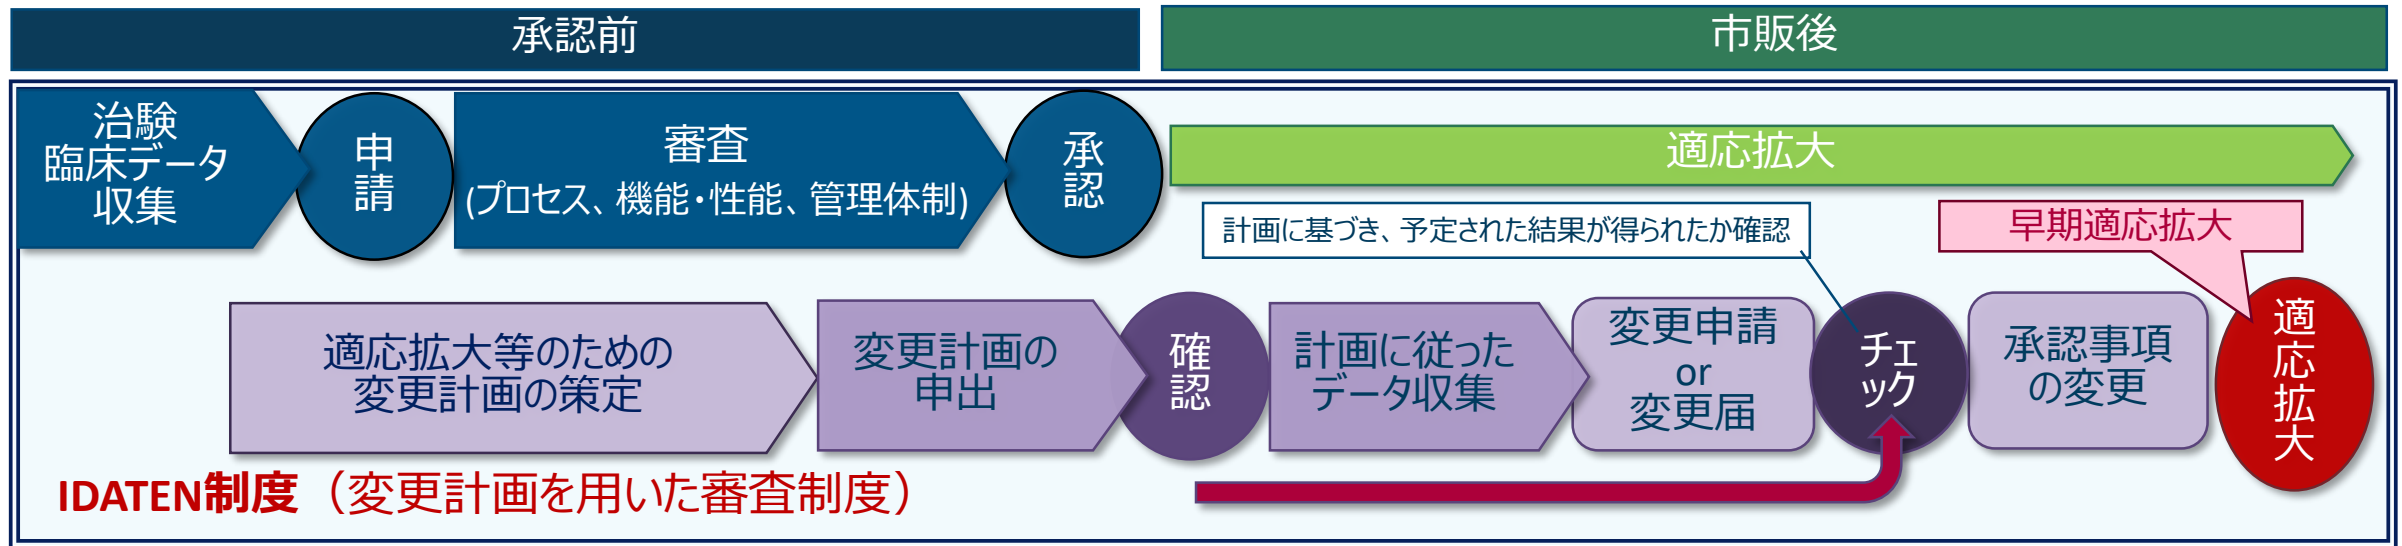 承認前
市販後
治験
臨床データ
収集
申
請
審査
(プロセス、機能・性能、管理体制)
承
認
適応拡大
計画に基づき、予定された結果が得られたか確認
早期適応拡大
適応拡大等のための
変更計画の策定
変更計画の
申出
確
認
計画に従った
データ収集
変更申請
or
変更届
チェ
ック
承認事項
の変更
適
応
拡
大
IDATEN制度（変更計画を用いた審査制度）